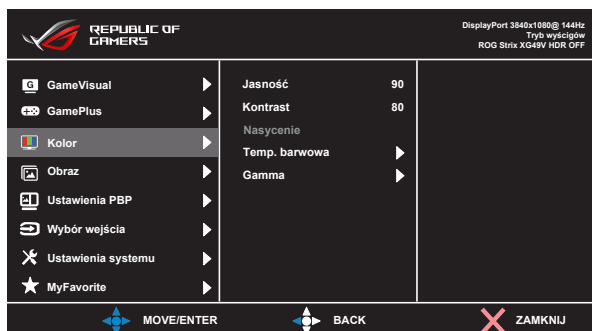 REPUBLIC OF
GAMERS
DisplayPort 3840x1080@ 144Hz
Tryb wyścigów
ROG Strix XG49V HDR OFF
G GameVisual
GamePlus
Kolor
Obraz
Ustawienia PBP
Wybór wejścia
Ustawienia systemu
MyFavorite
Jasność 90
Kontrast 80
Nasycenie
Temp. barwowa
Gamma
MOVE/ENTER
BACK
ZAMKNIJ